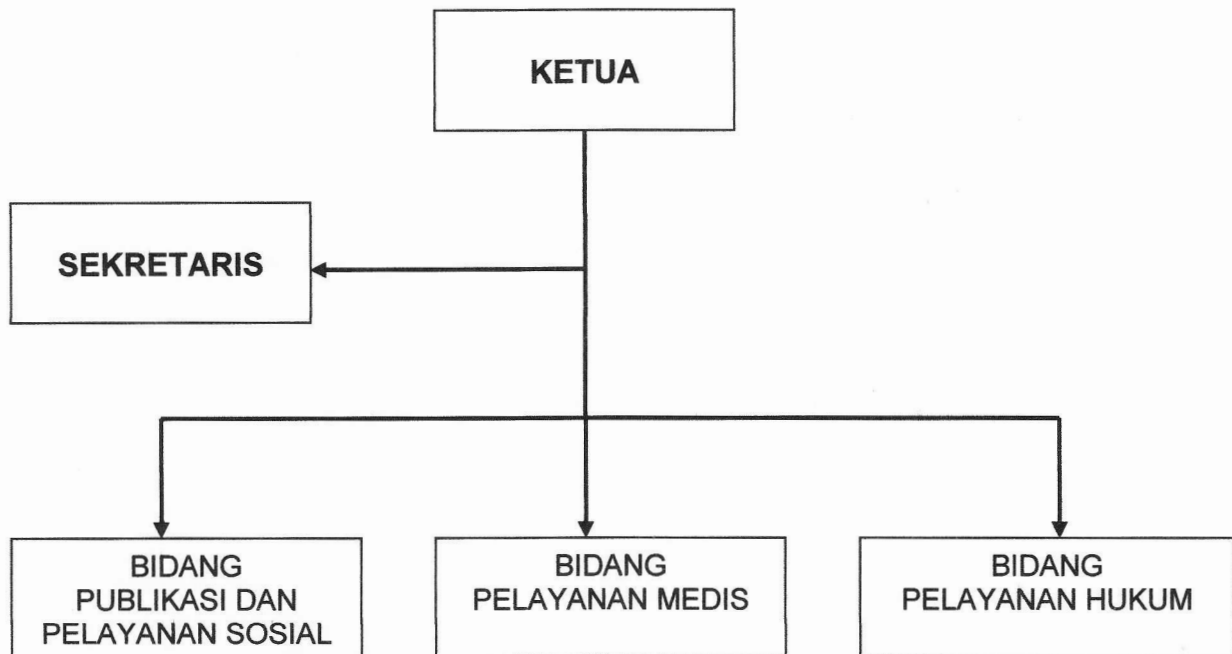 KETUA
SEKRETARIS
BIDANG
PUBLIKASI DAN
PELAYANAN SOSIAL
BIDANG
PELAYANAN MEDIS
BIDANG
PELAYANAN HUKUM